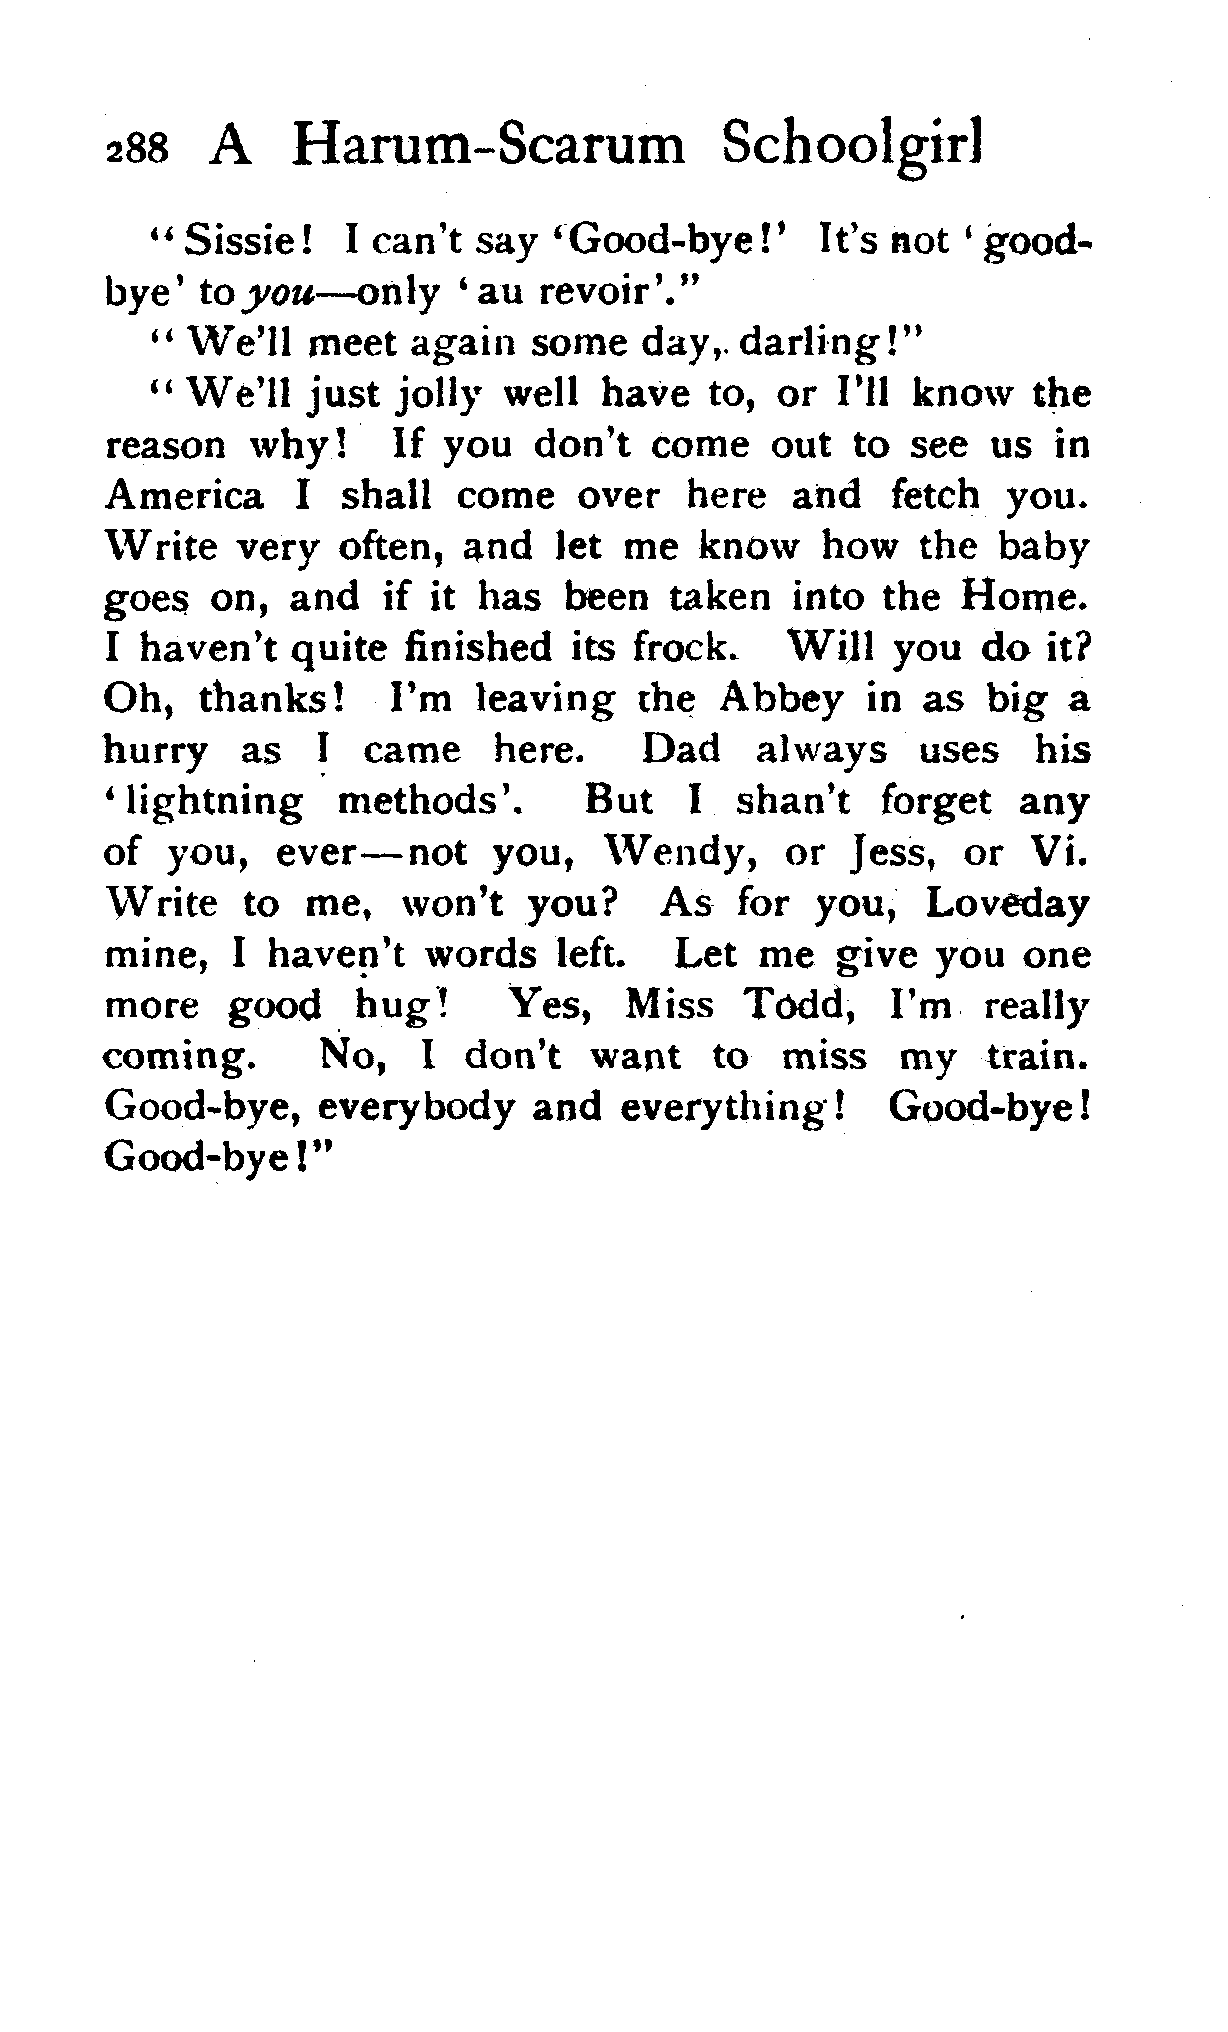 288 A Harum-Scarum Schoolgirl
“Sissie! I can't say ‘Good-bye!’ It's not ‘good-
bye’ to you—only ‘au revoir’.”
“We'll meet again some day, darling!”
“We'll just jolly well have to, or I'll know the
reason why! If you don't come out to see us in
America I shall come over here and fetch you.
Write very often, and let me know how the baby
goes on, and if it has been taken into the Home.
I haven't quite finished its frock. Will you do it?
Oh, thanks! I'm leaving the Abbey in as big a
hurry as I came here. Dad always uses his
‘lightning methods’. But I shan't forget any
of you, ever—not you, Wendy, or Jess, or Vi.
Write to me, won't you? As for you, Loveday
mine, I haven't words left. Let me give you one
more good hug! Yes, Miss Todd, I'm really
coming. No, I don't want to miss my train.
Good-bye, everybody and everything! Good-bye!
Good-bye!”